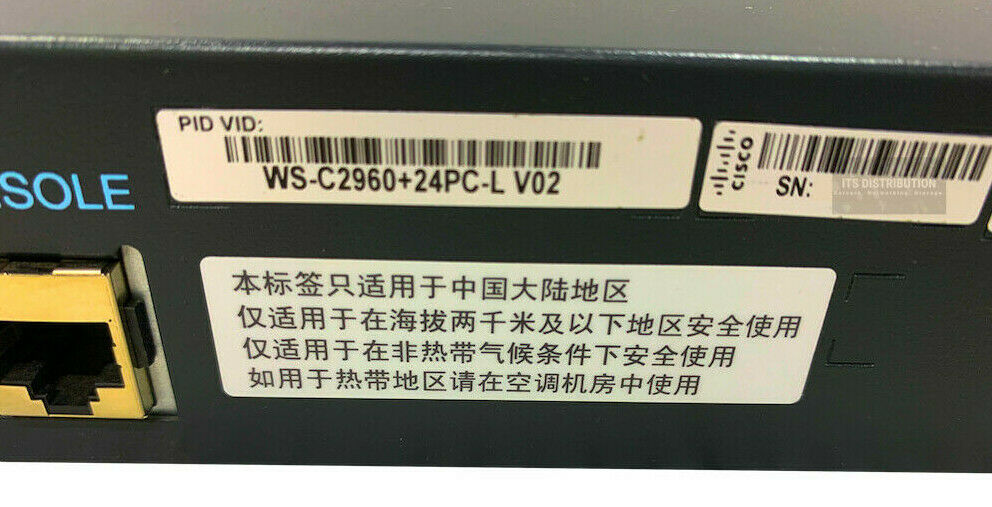 PID VID:
WS-C2960+24PC-L V02
CISCO
SN:
ITS DISTRIBUTION
SOLE
本标签只适用于中国大陆地区
仅适用于在海拔两千米及以下地区安全使用
仅适用于在非热带气候条件下安全使用
如用于热带地区请在空调机房中使用